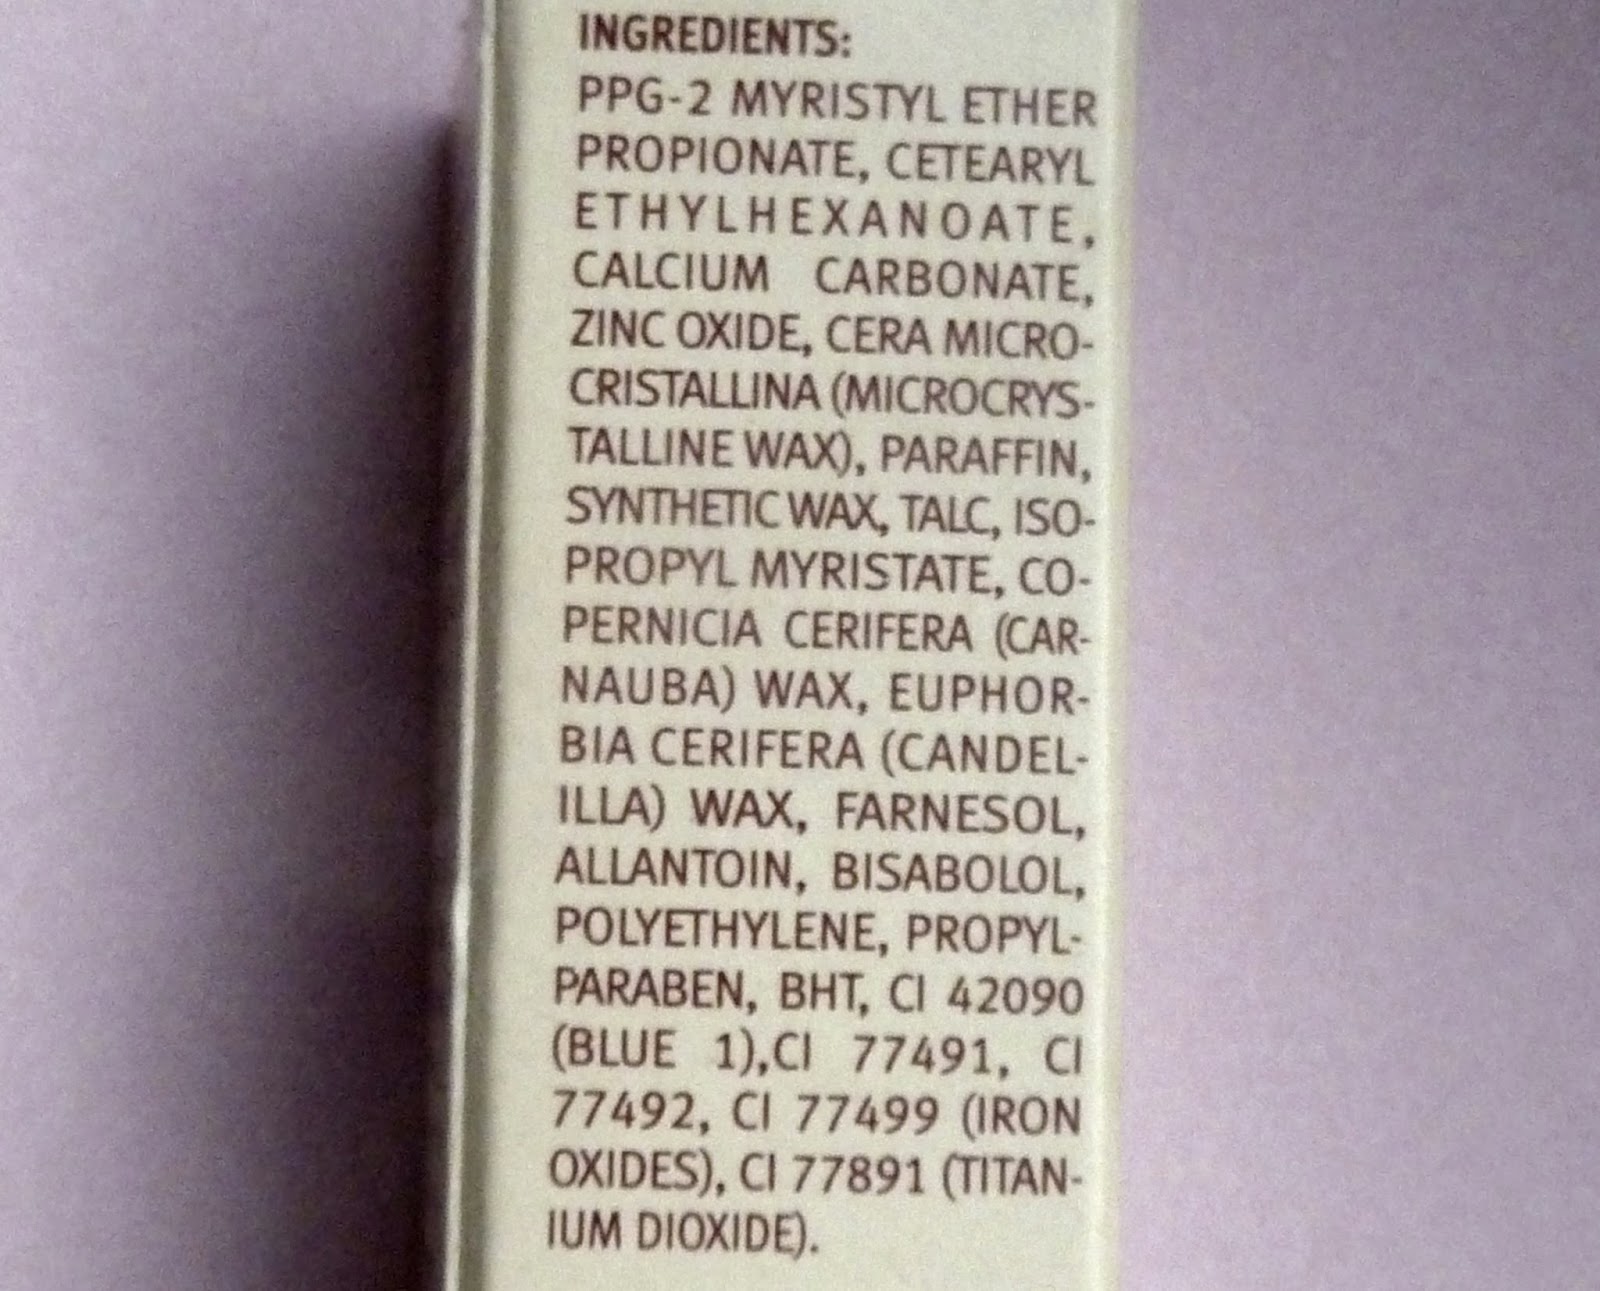 INGREDIENTS:
PPG-2 MYRISTYL ETHER
PROPIONATE, CETEARYL
ETHYLHEXANOATE,
CALCIUM CARBONATE,
ZINC OXIDE, CERA MICRO-
CRISTALLINA (MICROCRYS-
TALLINE WAX), PARAFFIN,
SYNTHETIC WAX, TALC, ISO-
PROPYL MYRISTATE, CO-
PERNICIA CERIFERA (CAR-
NAUBA) WAX, EUPHOR-
BIA CERIFERA (CANDEL-
ILLA) WAX, FARNESOL,
ALLANTOIN, BISABOLOL,
POLYETHYLENE, PROPYL-
PARABEN, BHT, CI 42090
(BLUE 1),CI 77491, CI
77492, CI 77499 (IRON
OXIDES), CI 77891 (TITAN-
IUM DIOXIDE).